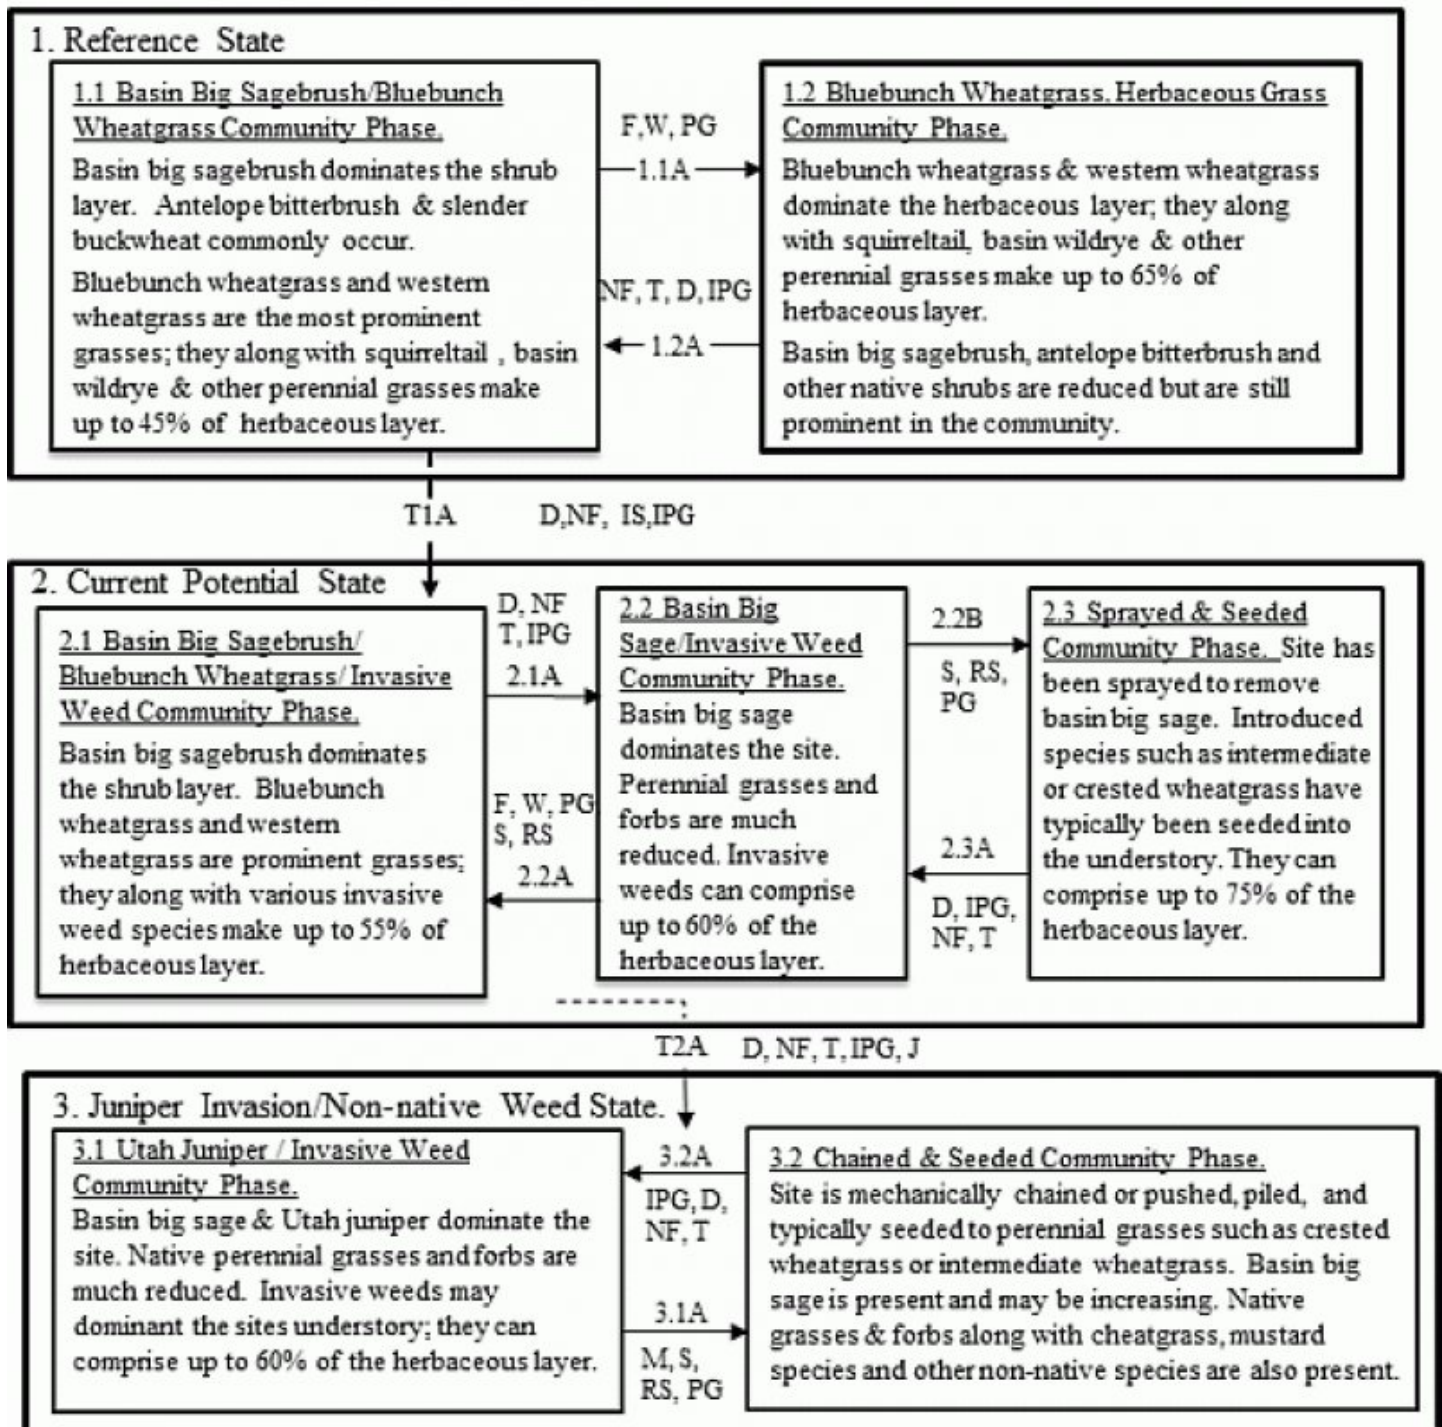 1. Reference State
1.1 Basin Big Sagebrush/Bluebunch
Wheatgrass Community Phase.
Basin big sagebrush dominates the shrub
layer. Antelope bitterbrush & slender
buckwheat commonly occur.
Bluebunch wheatgrass and western
wheatgrass are the most prominent
grasses; they along with squirreltail , basin
wildrye & other perennial grasses make
up to 45% of herbaceous layer.
F,W, PG
1.1A
NF, T, D, IPG
1.2A
1.2 Bluebunch Wheatgrass. Herbaceous Grass
Community Phase.
Bluebunch wheatgrass & western wheatgrass
dominate the herbaceous layer; they along
with squirreltail, basin wildrye & other
perennial grasses make up to 65% of
herbaceous layer.
Basin big sagebrush, antelope bitterbrush and
other native shrubs are reduced but are still
prominent in the community.
T1A
D,NF, IS,IPG
2. Current Potential State
2.1 Basin Big Sagebrush/
Bluebunch Wheatgrass/ Invasive
Weed Community Phase.
Basin big sagebrush dominates
the shrub layer. Bluebunch
wheatgrass and western
wheatgrass are prominent grasses;
they along with various invasive
weed species make up to 55% of
herbaceous layer.
D, NF
T, IPG
2.1A
F, W, PG
S, RS
2.2A
2.2 Basin Big
Sage/Invasive Weed
Community Phase.
Basin big sage
dominates the site.
Perennial grasses and
forbs are much
reduced. Invasive
weeds can comprise
up to 60% of the
herbaceous layer.
2.2B
S, RS,
PG
2.3A
D, IPG,
NF, T
2.3 Sprayed & Seeded
Community Phase. Site has
been sprayed to remove
basin big sage. Introduced
species such as intermediate
or crested wheatgrass have
typically been seeded into
the understory. They can
comprise up to 75% of the
herbaceous layer.
T2A
D, NF, T, IPG, J
3. Juniper Invasion/Non-native Weed State.
3.1 Utah Juniper / Invasive Weed
Community Phase.
Basin big sage & Utah juniper dominate the
site. Native perennial grasses and forbs are
much reduced. Invasive weeds may
dominant the sites understory; they can
comprise up to 60% of the herbaceous layer.
3.2A
IPG, D,
NF, T
3.1A
M, S,
RS, PG
3.2 Chained & Seeded Community Phase.
Site is mechanically chained or pushed, piled, and
typically seeded to perennial grasses such as crested
wheatgrass or intermediate wheatgrass. Basin big
sage is present and may be increasing. Native
grasses & forbs along with cheatgrass, mustard
species and other non-native species are also present.